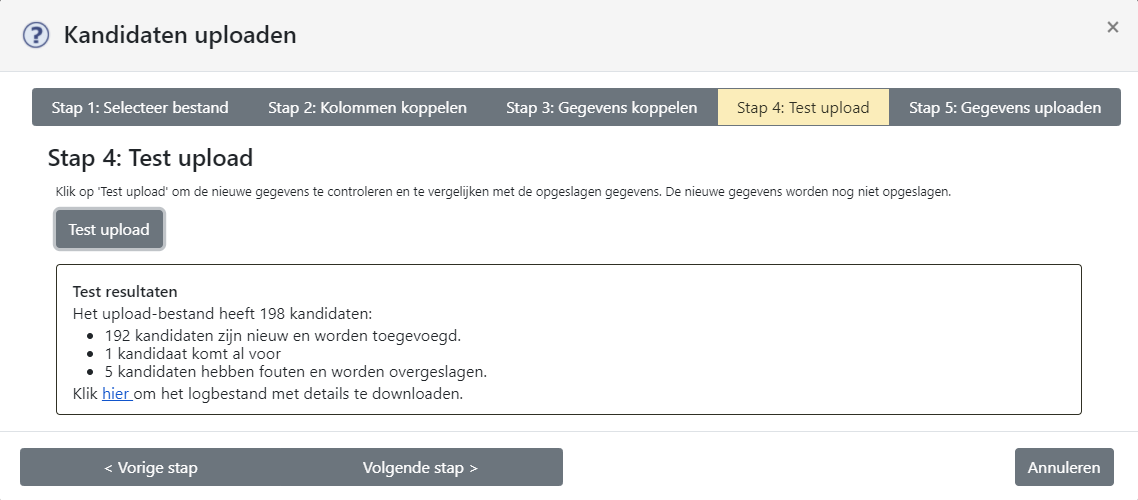 Kandidaten uploaden
×
Stap 1: Selecteer bestand Stap 2: Kolommen koppelen Stap 3: Gegevens koppelen Stap 4: Test upload Stap 5: Gegevens uploaden
Stap 4: Test upload
Klik op 'Test upload' om de nieuwe gegevens te controleren en te vergelijken met de opgeslagen gegevens. De nieuwe gegevens worden nog niet opgeslagen.
Test upload
Test resultaten
Het upload-bestand heeft 198 kandidaten:
• 192 kandidaten zijn nieuw en worden toegevoegd.
• 1 kandidaat komt al voor
• 5 kandidaten hebben fouten en worden overgeslagen.
Klik hier om het logbestand met details te downloaden.
< Vorige stap Volgende stap > Annuleren